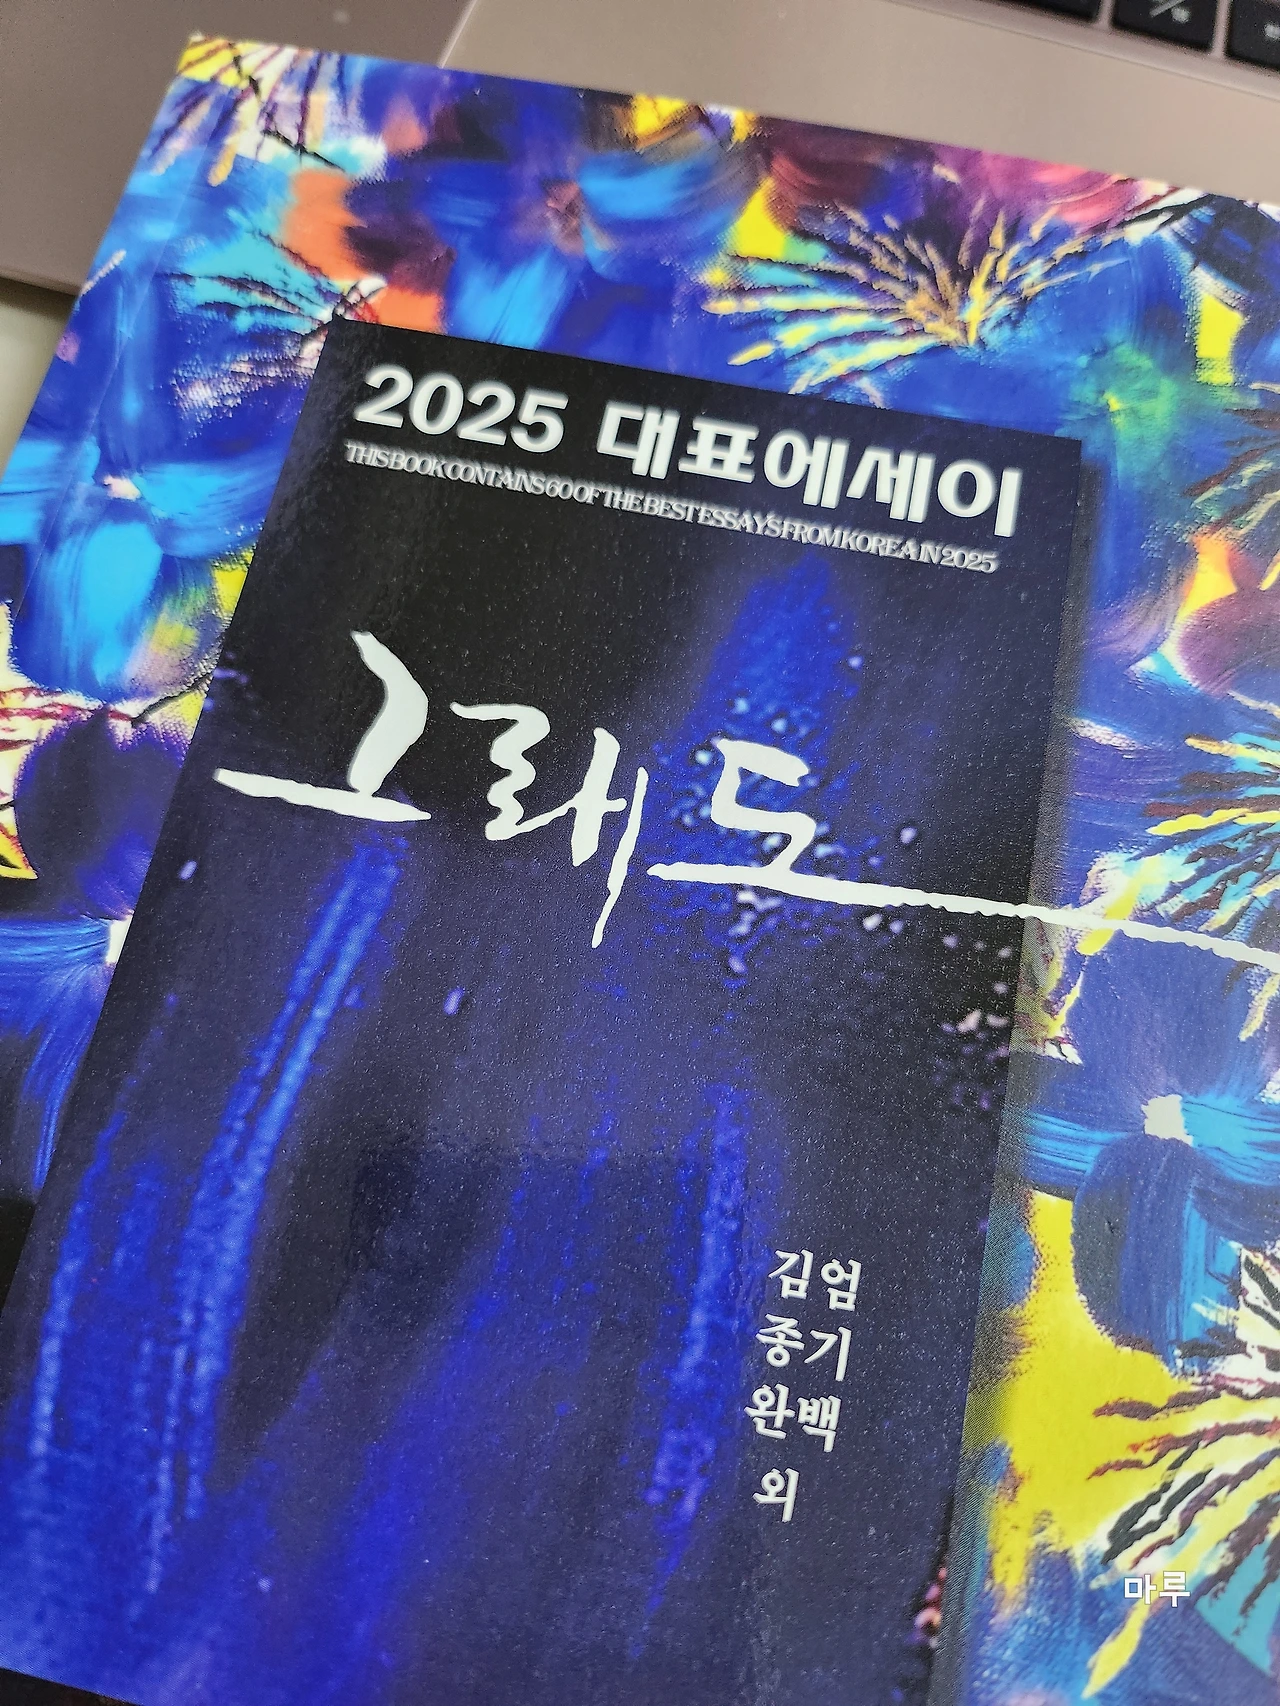 2025 대표에세이
THIS BOOK CONTAINS 60 OF THE BEST ESSAYS FROM KOREA IN 2025
그래도
엄기백
김종완 외
마루